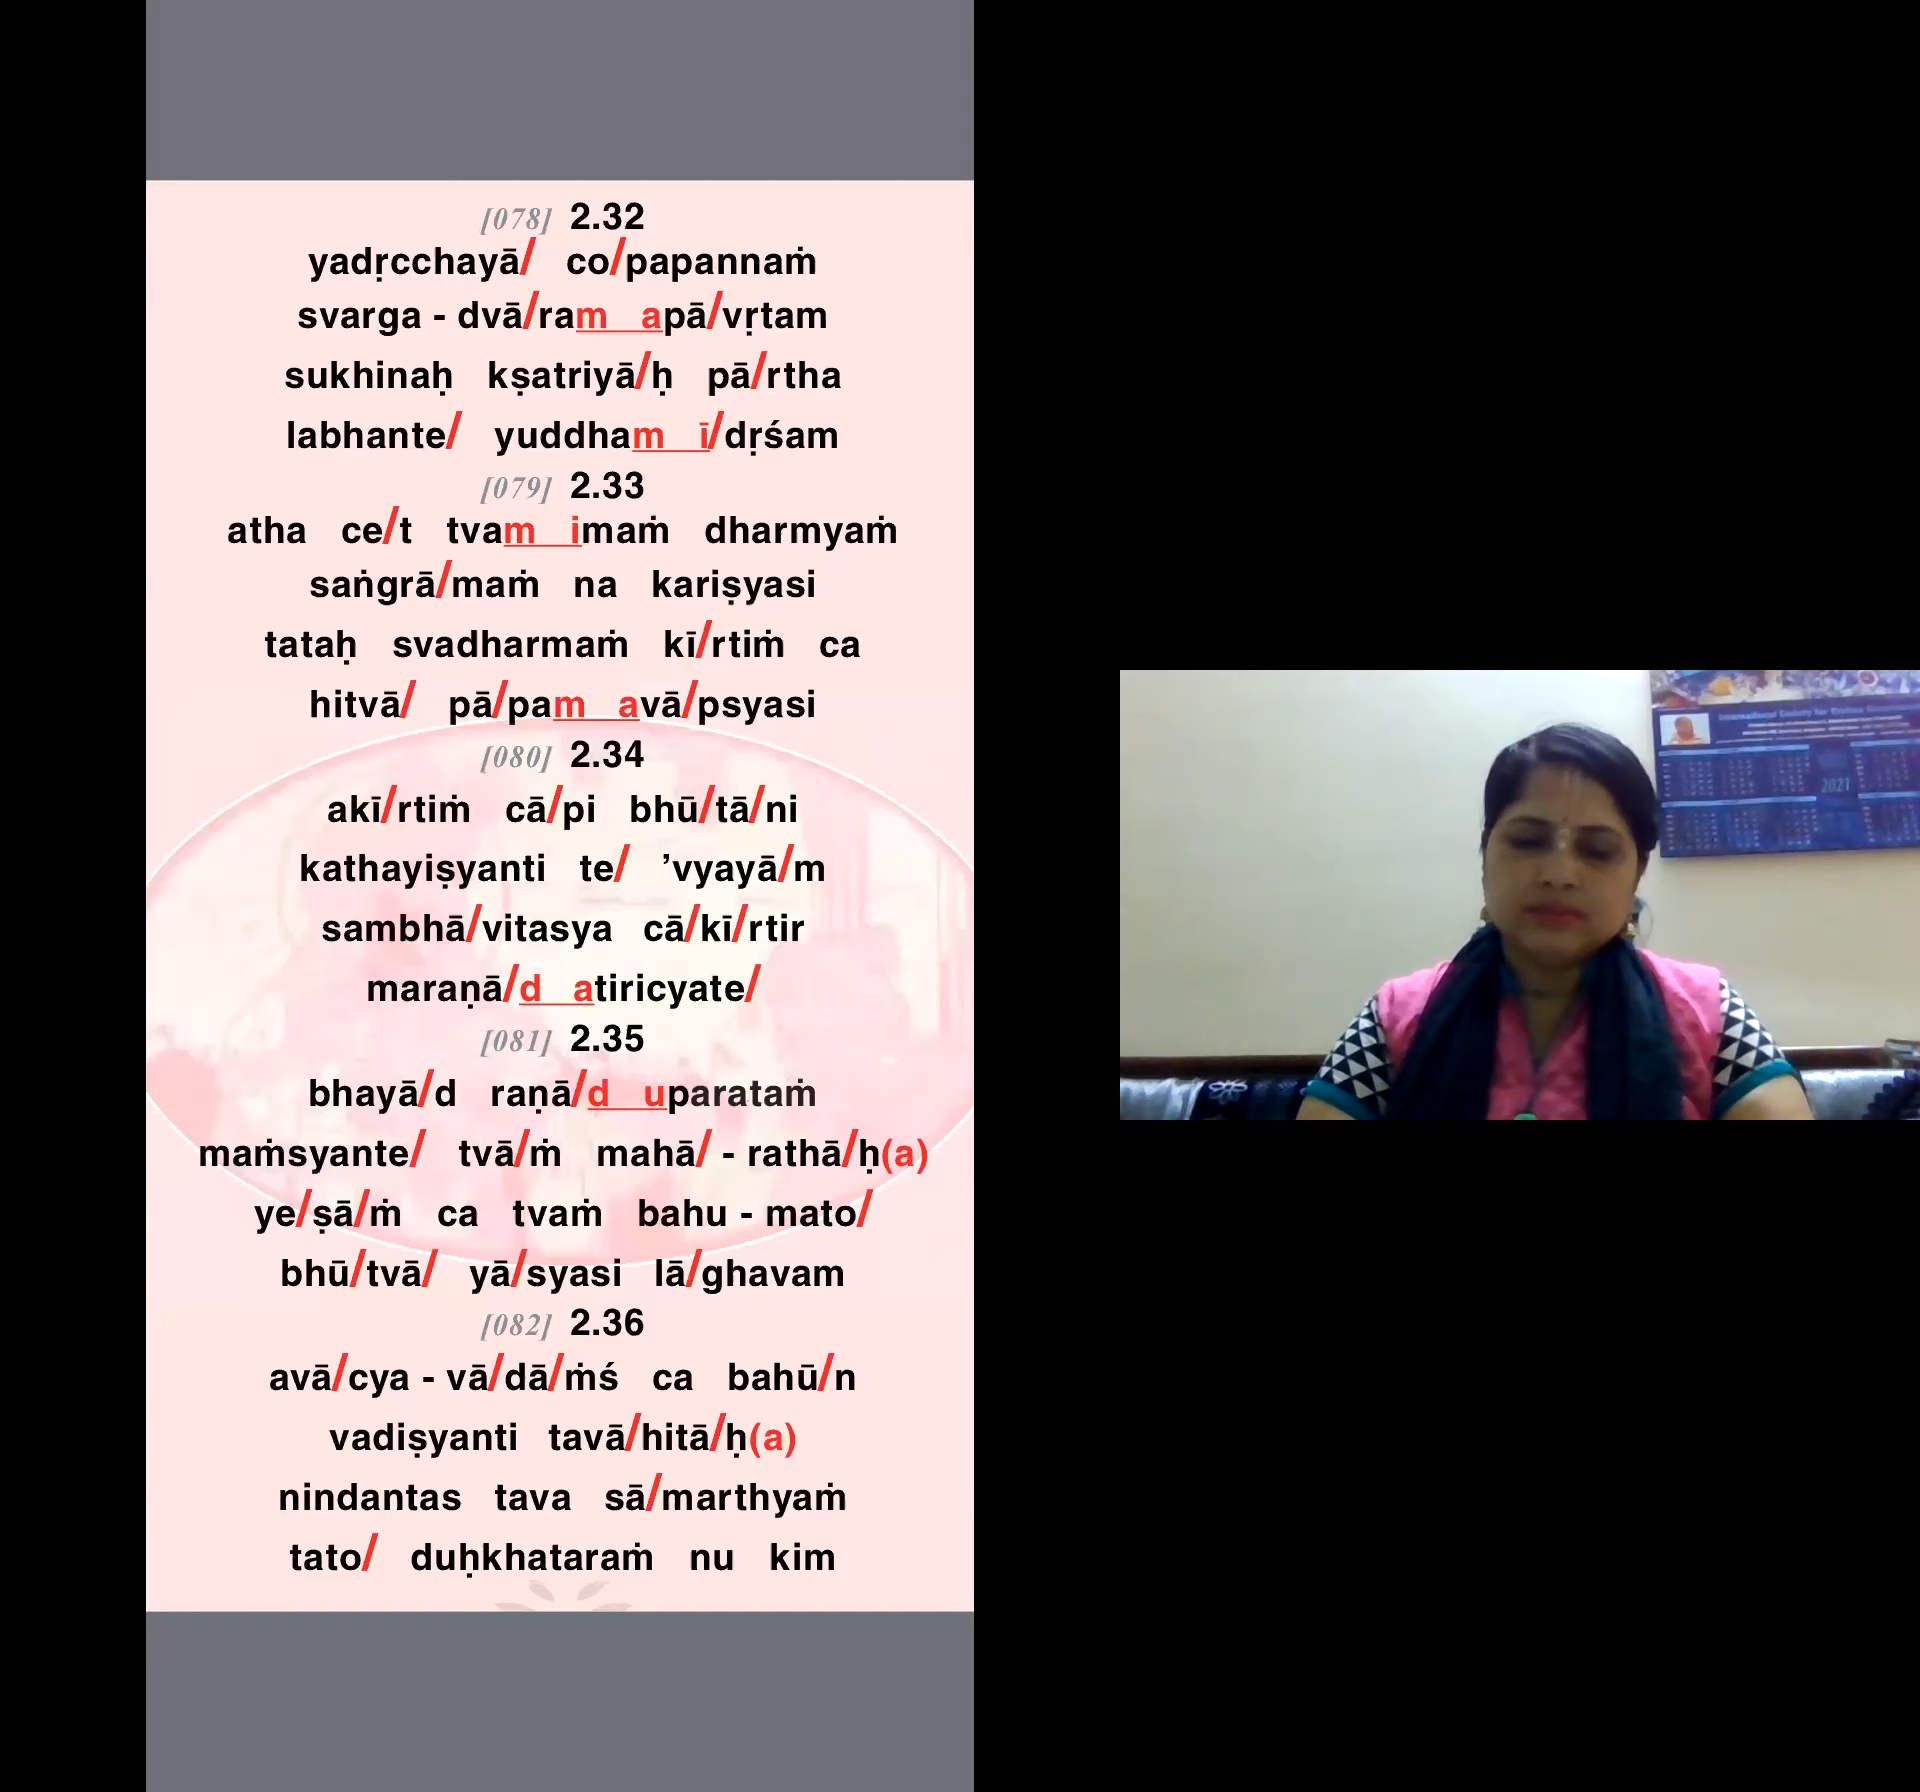 [078] 2.32
yadṛcchayā/ co/papannaṁ
svarga - dvā/ram apā/vṛtam
sukhinaḥ kṣatriyā/ḥ pā/rtha
labhante/ yuddham ī/dṛśam
[079] 2.33
atha ce/t tvam imaṁ dharmyaṁ
saṅgrā/maṁ na kariṣyasi
tataḥ svadharmaṁ kī/rtiṁ ca
hitvā/ pā/pam avā/psyasi
[080] 2.34
akī/rtiṁ cā/pi bhū/tā/ni
kathayiṣyanti te/ ’vyayā/m
sambhā/vitasya cā/kī/rtir
maraṇā/d atiricyate/
[081] 2.35
bhayā/d raṇā/d uparataṁ
maṁsyante/ tvā/ṁ mahā/ - rathā/ḥ(a)
ye/ṣā/ṁ ca tvaṁ bahu - mato/
bhū/tvā/ yā/syasi lā/ghavam
[082] 2.36
avā/cya - vā/dā/ṁś ca bahū/n
vadiṣyanti tavā/hitā/ḥ(a)
nindantas tava sā/marthyaṁ
tato/ duḥkhataraṁ nu kim
International Society for Krishna
2021